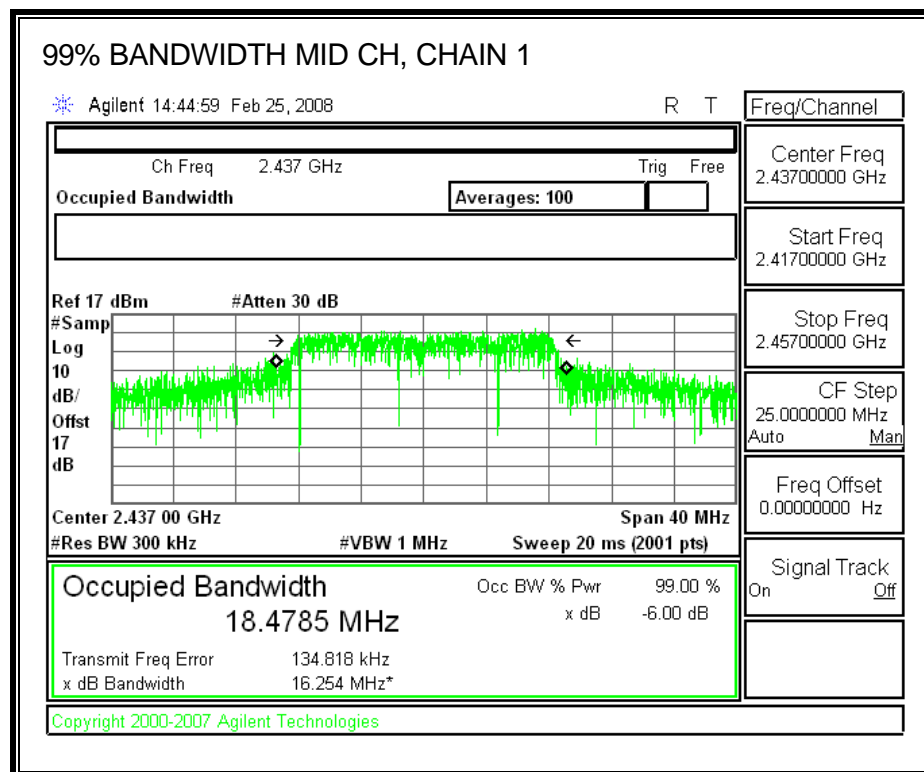 99% BANDWIDTH MID CH, CHAIN 1
Agilent 14:44:59 Feb 25, 2008 R T
Freq/Channel
Ch Freq 2.437 GHz Trig Free
Occupied Bandwidth Averages: 100
Center Freq
2.43700000 GHz
Start Freq
2.41700000 GHz
Stop Freq
2.45700000 GHz
CF Step
25.0000000 MHz
Auto Man
Freq Offset
0.00000000 Hz
Signal Track
On Off
Ref 17 dBm #Atten 30 dB
#Samp
Log
10
dB/
Offst
17
dB
Center 2.437 00 GHz Span 40 MHz
#Res BW 300 kHz #VBW 1 MHz Sweep 20 ms (2001 pts)
Occupied Bandwidth Occ BW % Pwr 99.00 %
18.4785 MHz x dB -6.00 dB
Transmit Freq Error 134.818 kHz
x dB Bandwidth 16.254 MHz*
Copyright 2000-2007 Agilent Technologies